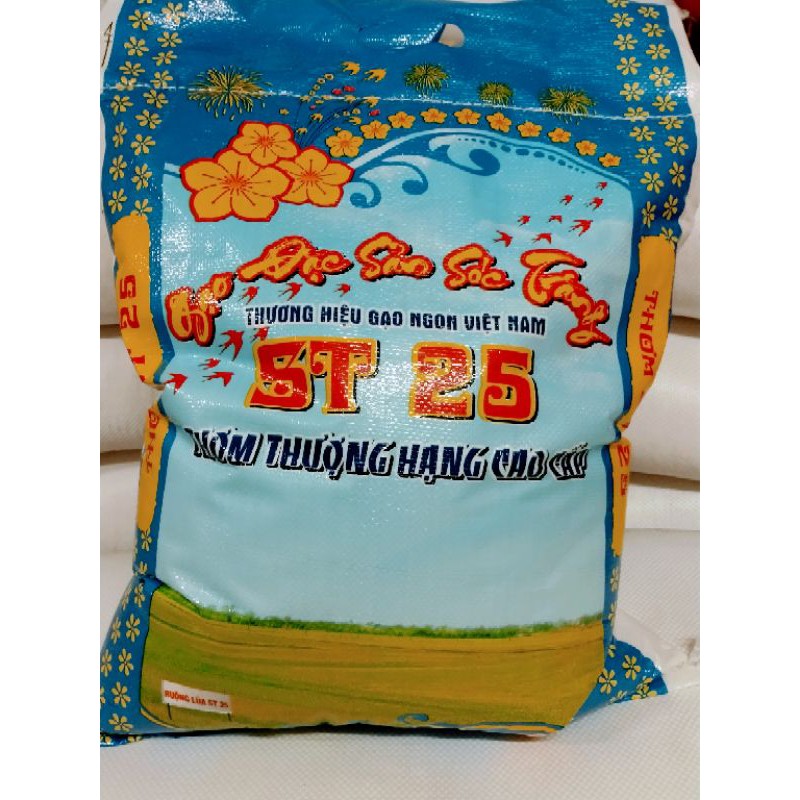 Gạo Đặc Sản Sóc Trăng
THƯƠNG HIỆU GẠO NGON VIỆT NAM
ST 25
THƠM THƯỢNG HẠNG CAO CẤP
THƠM
25
RUỘNG LÚA ST 25